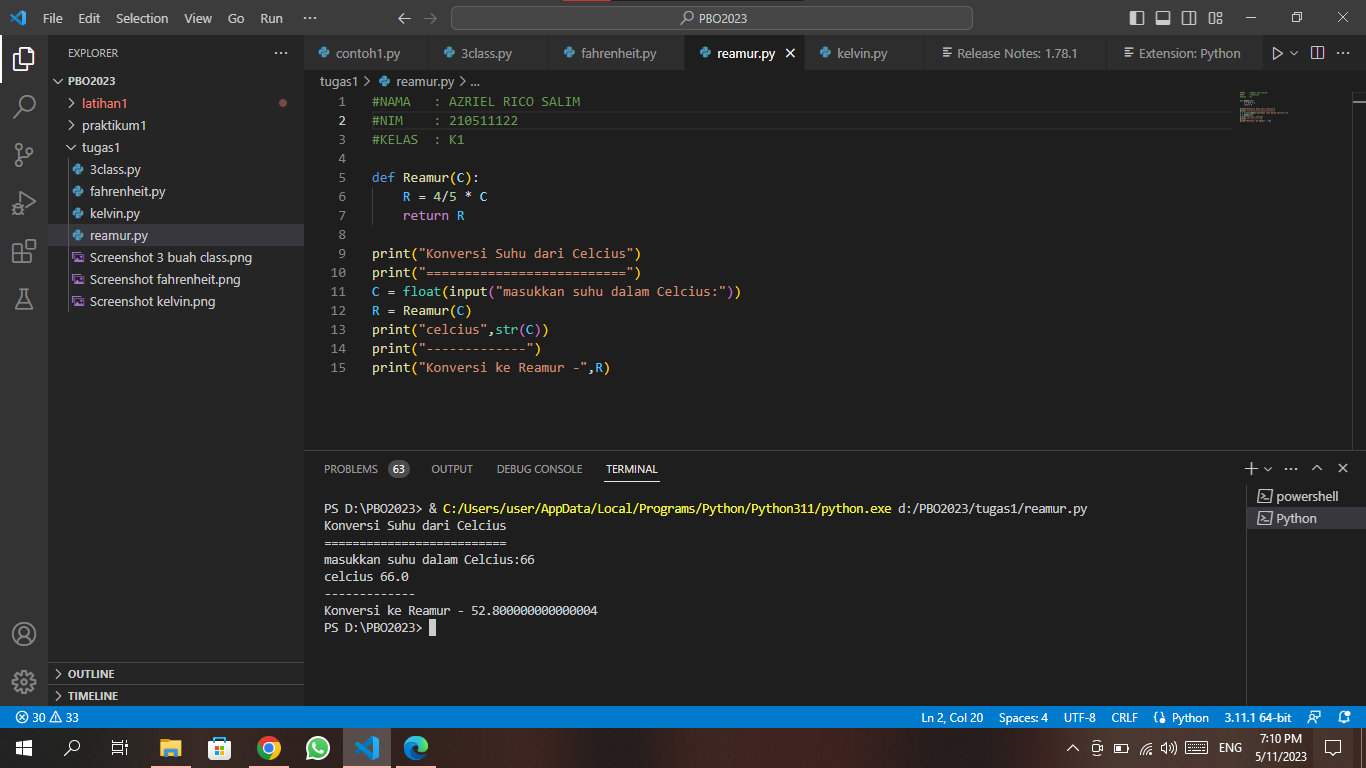 File Edit Selection View Go Run ··· PBO2023
EXPLORER ···
PBO2023
latihan1
praktikum1
tugas1
3class.py
fahrenheit.py
kelvin.py
reamur.py
Screenshot 3 buah class.png
Screenshot fahrenheit.png
Screenshot kelvin.png
OUTLINE
TIMELINE
contoh1.py 3class.py fahrenheit.py reamur.py kelvin.py Release Notes: 1.78.1 Extension: Python
tugas1 > reamur.py > ...
1 #NAMA   : AZRIEL RICO SALIM
2 #NIM    : 210511122
3 #KELAS  : K1
4
5 def Reamur(C):
6     R = 4/5 * C
7     return R
8
9 print("Konversi Suhu dari Celcius")
10 print("==========================")
11 C = float(input("masukkan suhu dalam Celcius:"))
12 R = Reamur(C)
13 print("celcius",str(C))
14 print("-------------")
15 print("Konversi ke Reamur -",R)
PROBLEMS 63 OUTPUT DEBUG CONSOLE TERMINAL
PS D:\PBO2023> & C:/Users/user/AppData/Local/Programs/Python/Python311/python.exe d:/PBO2023/tugas1/reamur.py
Konversi Suhu dari Celcius
==========================
masukkan suhu dalam Celcius:66
celcius 66.0
-------------
Konversi ke Reamur - 52.800000000000004
PS D:\PBO2023>
powershell
Python
30 33 Ln 2, Col 20 Spaces: 4 UTF-8 CRLF Python 3.11.1 64-bit
ENG
7:10 PM
5/11/2023